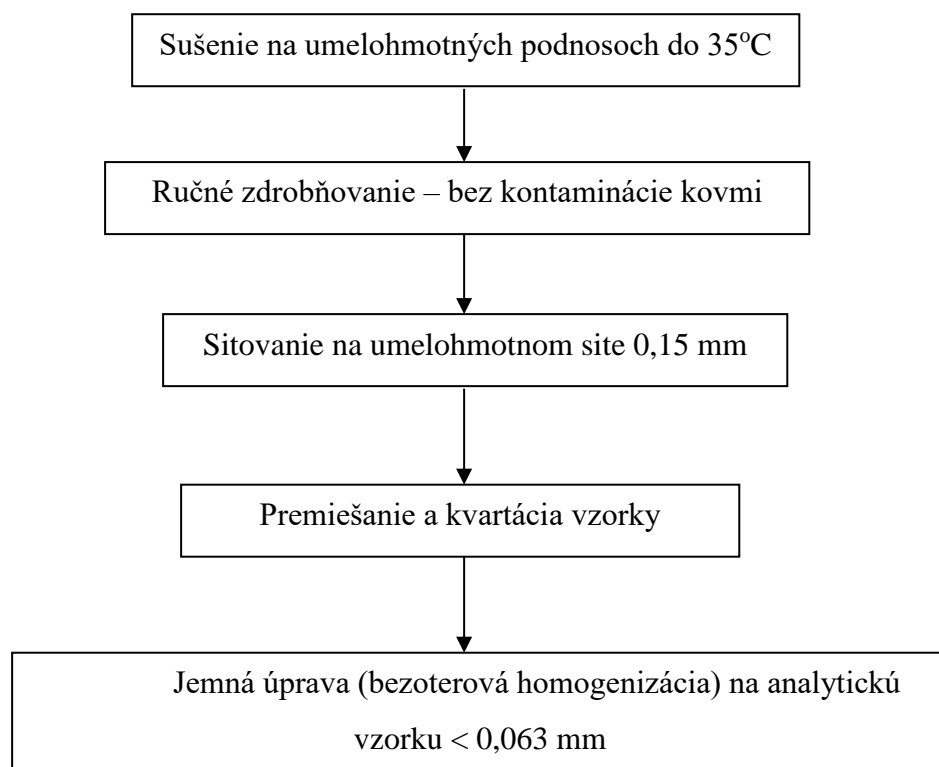 Sušenie na umelohmotných podnosoch do 35°C
Ručné zdrobňovanie – bez kontaminácie kovmi
Sitovanie na umelohmotnom site 0,15 mm
Premiešanie a kvartácia vzorky
Jemná úprava (bezoterová homogenizácia) na analytickú
vzorku < 0,063 mm